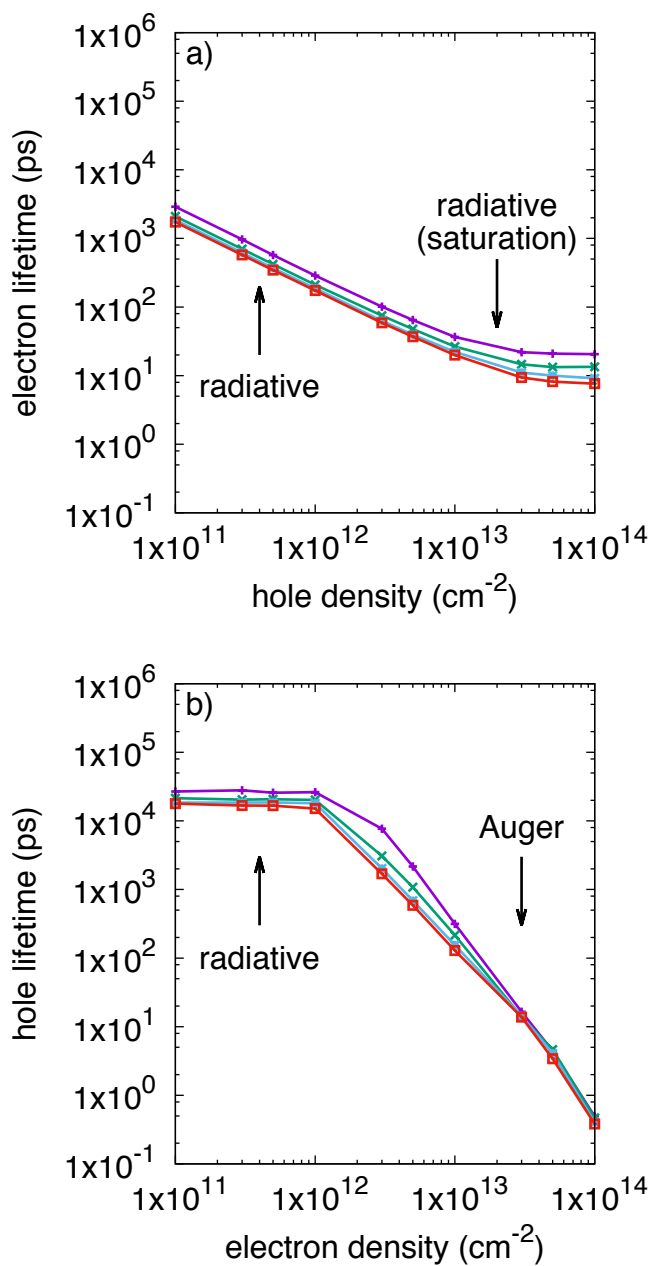 a)
1x10^6
1x10^5
1x10^4
1x10^3
1x10^2
1x10^1
1x10^0
1x10^-1
electron lifetime (ps)
radiative
(saturation)
radiative
1x10^11
1x10^12
1x10^13
1x10^14
hole density (cm^-2)
b)
1x10^6
1x10^5
1x10^4
1x10^3
1x10^2
1x10^1
1x10^0
1x10^-1
hole lifetime (ps)
Auger
radiative
1x10^11
1x10^12
1x10^13
1x10^14
electron density (cm^-2)